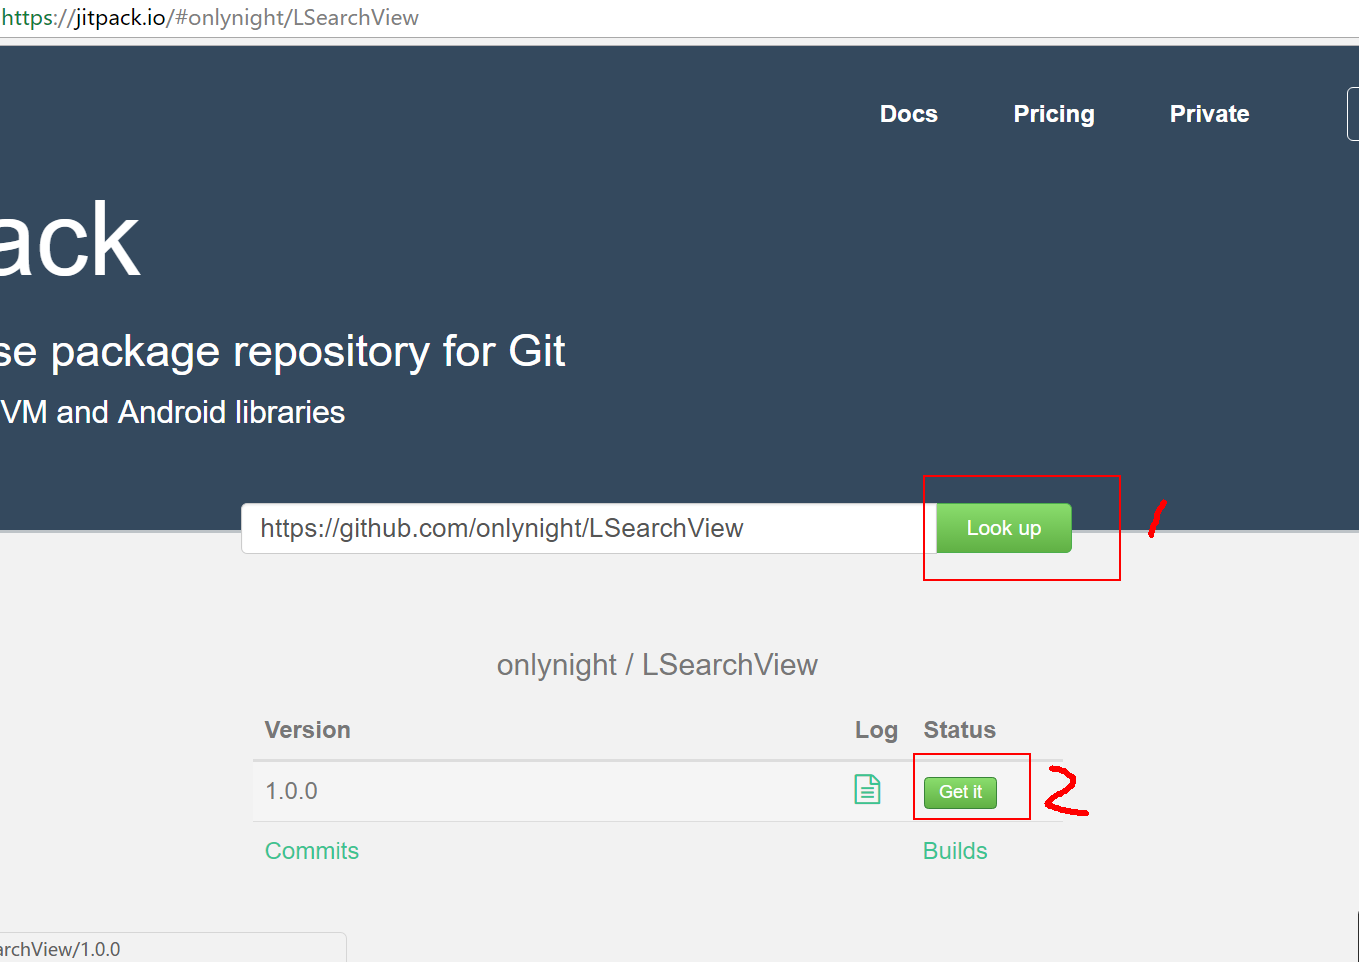 https://jitpack.io/#onlynight/LSearchView
Docs Pricing Private
ack
se package repository for Git
VM and Android libraries
https://github.com/onlynight/LSearchView Look up 1
onlynight / LSearchView
Version Log Status
1.0.0 Get it 2
Commits Builds
archView/1.0.0